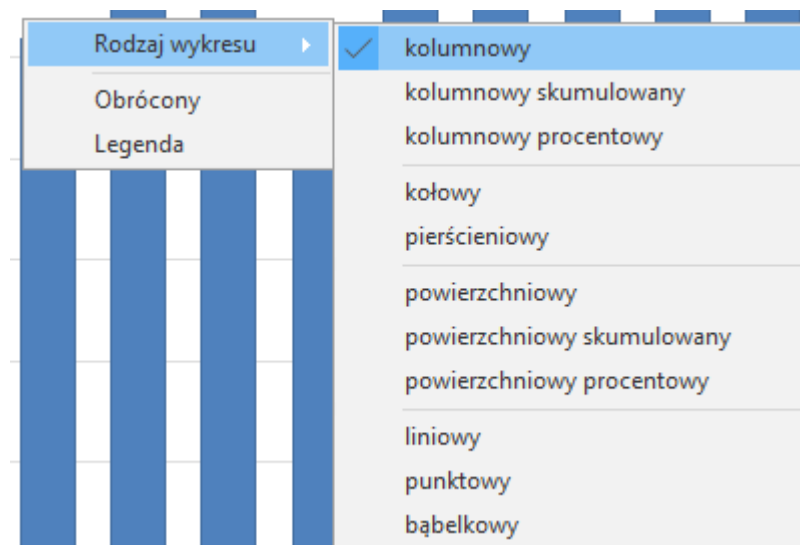 Rodzaj wykresu
Obrócony
Legenda
kolumnowy
kolumnowy skumulowany
kolumnowy procentowy
kołowy
pierścieniowy
powierzchniowy
powierzchniowy skumulowany
powierzchniowy procentowy
liniowy
punktowy
bąbelkowy